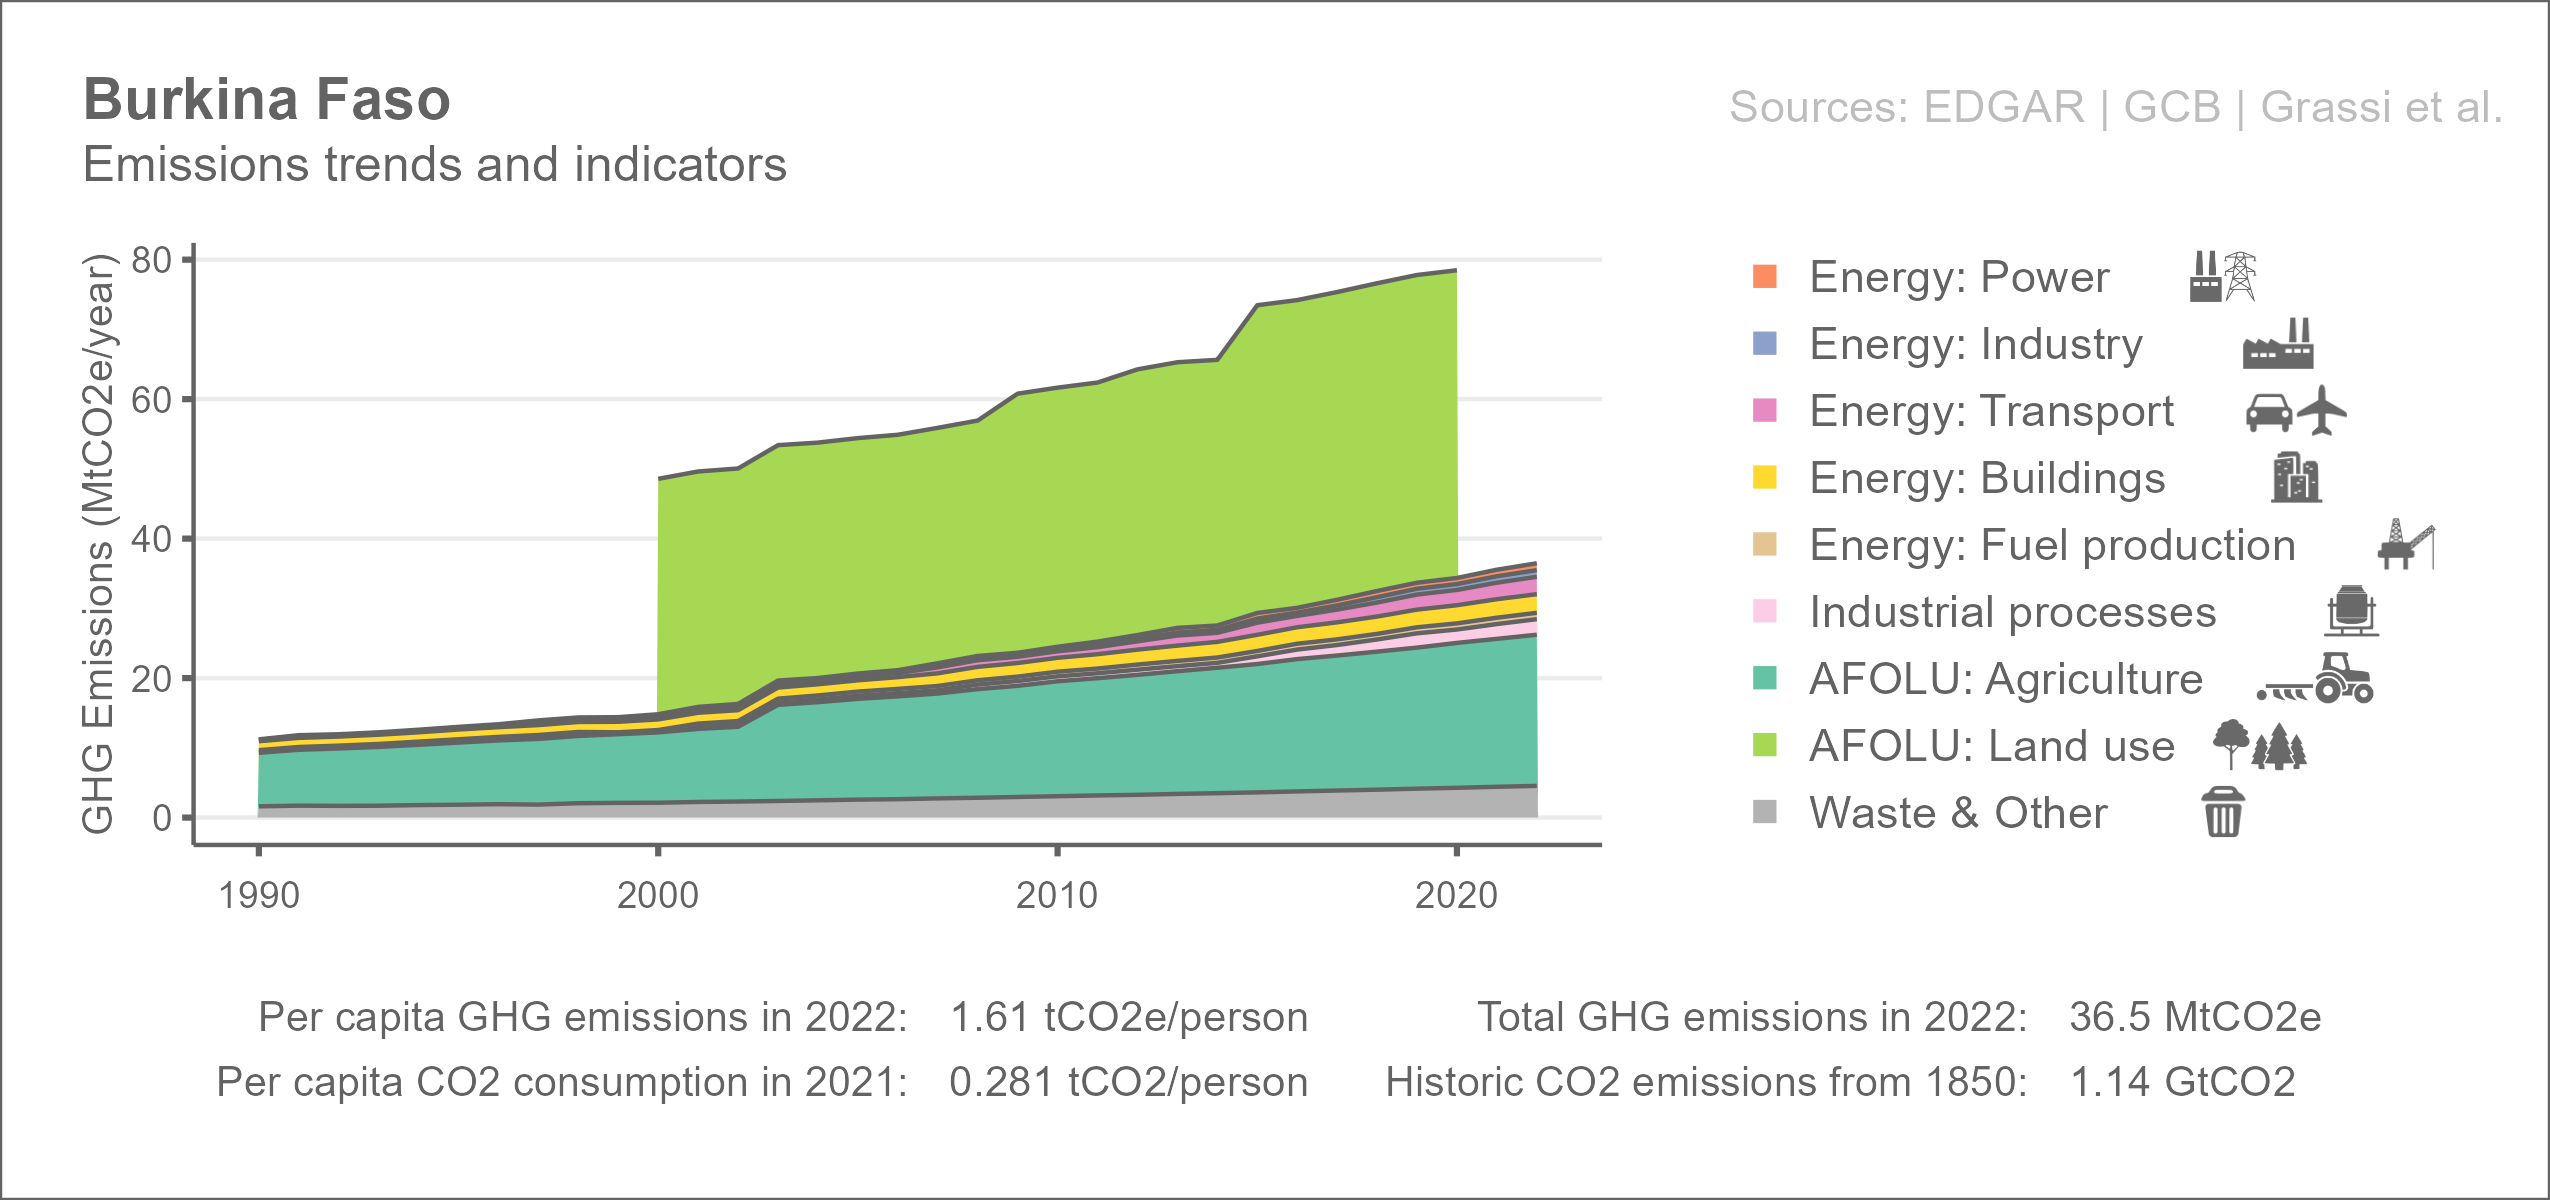 Burkina Faso
Sources: EDGAR | GCB | Grassi et al.
Emissions trends and indicators
GHG Emissions (MtCO2e/year)
80
60
40
20
0
1990
2000
2010
2020
Energy: Power
Energy: Industry
Energy: Transport
Energy: Buildings
Energy: Fuel production
Industrial processes
AFOLU: Agriculture
AFOLU: Land use
Waste & Other
Per capita GHG emissions in 2022: 1.61 tCO2e/person
Total GHG emissions in 2022: 36.5 MtCO2e
Per capita CO2 consumption in 2021: 0.281 tCO2/person
Historic CO2 emissions from 1850: 1.14 GtCO2